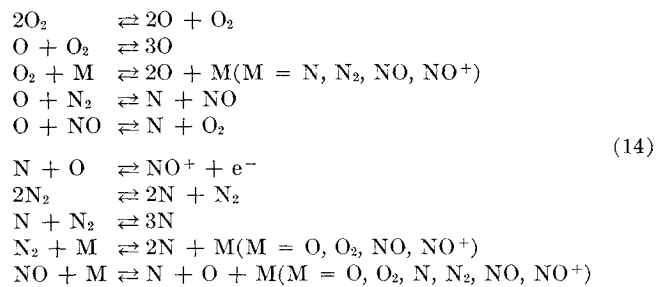 2O₂ ⇄ 2O + O₂
O + O₂ ⇄ 3O
O₂ + M ⇄ 2O + M(M = N, N₂, NO, NO⁺)
O + N₂ ⇄ N + NO
O + NO ⇄ N + O₂
(14)
N + O ⇄ NO⁺ + e⁻
2N₂ ⇄ 2N + N₂
N + N₂ ⇄ 3N
N₂ + M ⇄ 2N + M(M = O, O₂, NO, NO⁺)
NO + M ⇄ N + O + M(M = O, O₂, N, N₂, NO, NO⁺)